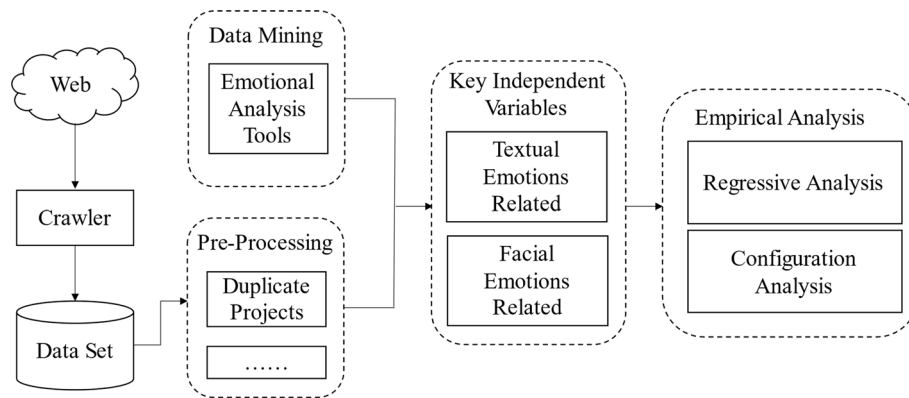 Web
Crawler
Data Set
Data Mining
Emotional
Analysis
Tools
Pre-Processing
Duplicate
Projects
......
Key Independent
Variables
Textual
Emotions
Related
Facial
Emotions
Related
Empirical Analysis
Regressive Analysis
Configuration
Analysis